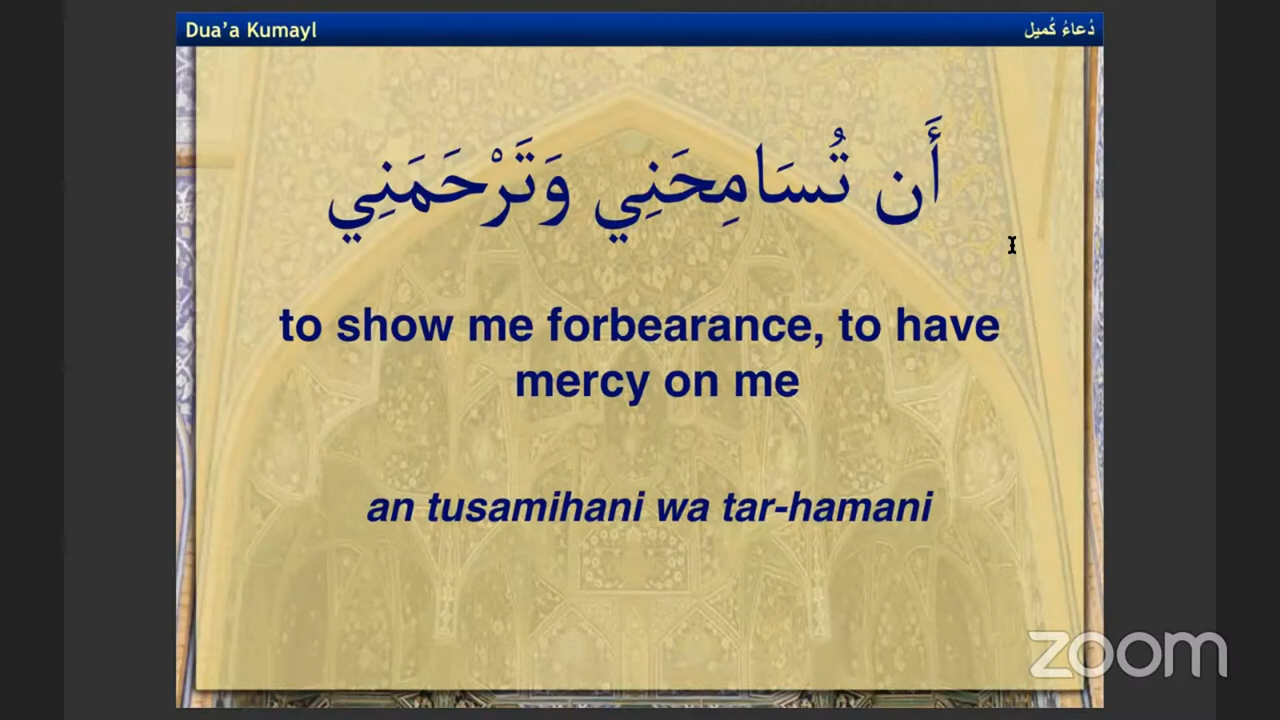 Dua'a Kumayl
دُعاءُ كُميل
أَن تُسَامِحَنِي وَتَرْحَمَنِي
to show me forbearance, to have
mercy on me
an tusamihani wa tar-hamani
zoom